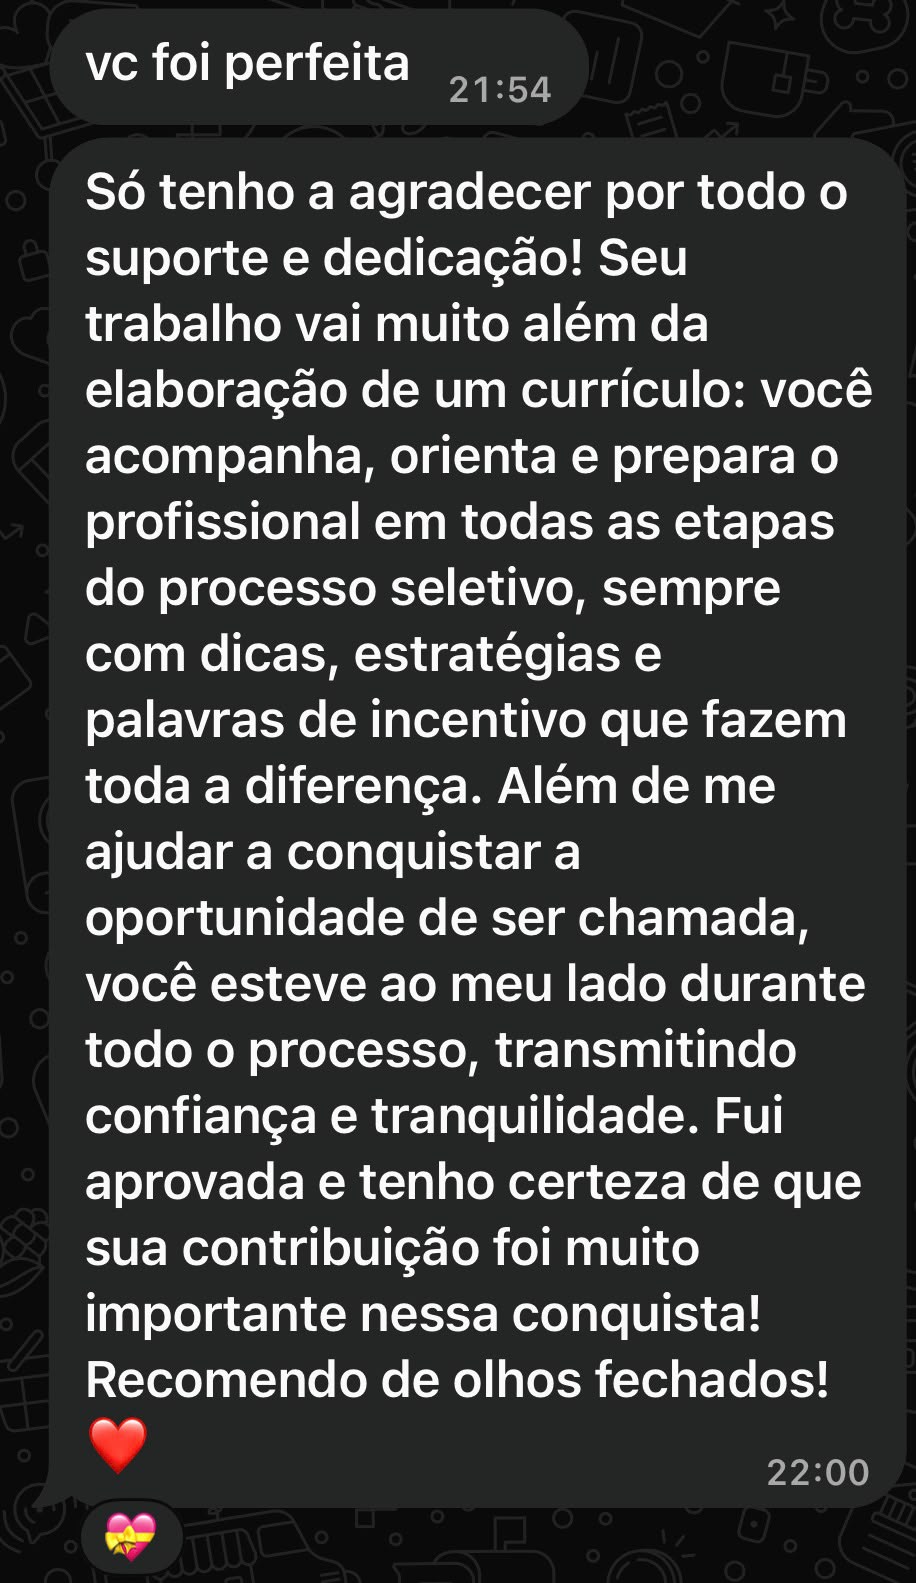 vc foi perfeita
21:54
Só tenho a agradecer por todo o
suporte e dedicação! Seu
trabalho vai muito além da
elaboração de um currículo: você
acompanha, orienta e prepara o
profissional em todas as etapas
do processo seletivo, sempre
com dicas, estratégias e
palavras de incentivo que fazem
toda a diferença. Além de me
ajudar a conquistar a
oportunidade de ser chamada,
você esteve ao meu lado durante
todo o processo, transmitindo
confiança e tranquilidade. Fui
aprovada e tenho certeza de que
sua contribuição foi muito
importante nessa conquista!
Recomendo de olhos fechados!
❤️
22:00
💝